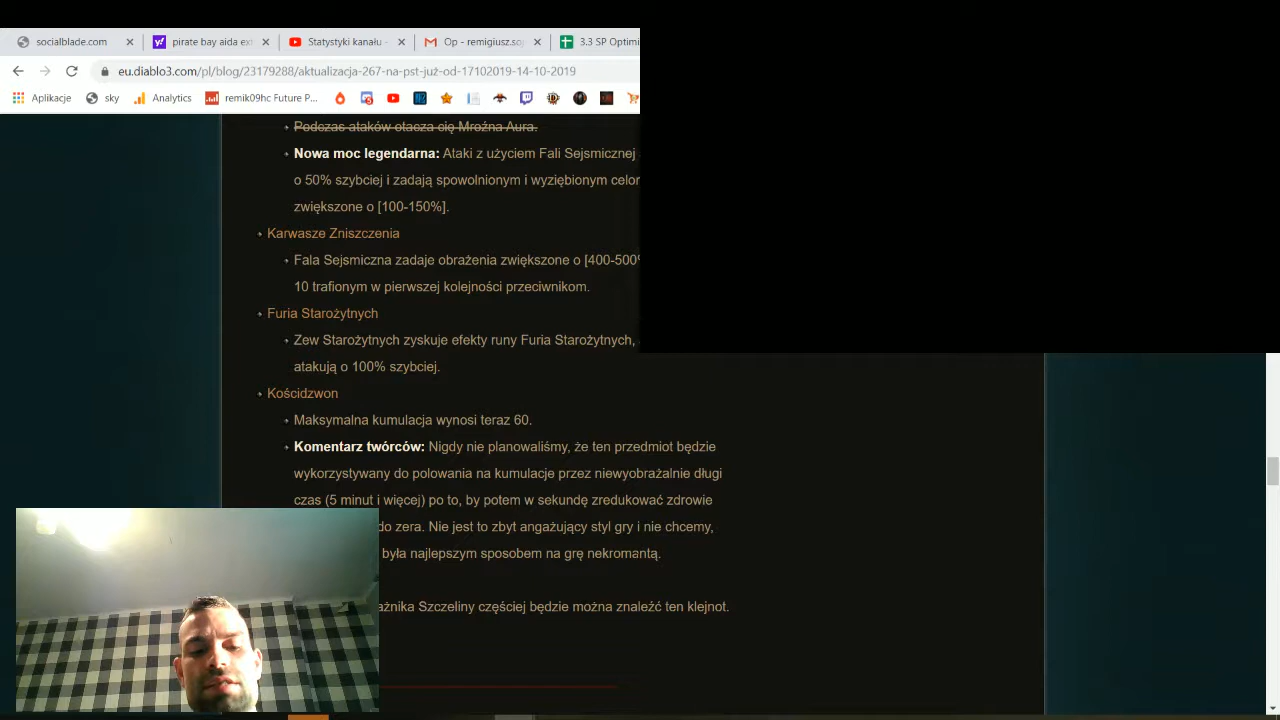 socialblade.com
pirate bay aida ext
Statystyki kanału -
Op - remigiusz.so
3.3 SP Optimi
eu.diablo3.com/pl/blog/23179288/aktualizacja-267-na-pst-już-od-17102019-14-10-2019
Aplikacje
sky
Analytics
remik09hc Future P...
Podczas ataków otacza cię Mroźna Aura.
Nowa moc legendarna: Ataki z użyciem Fali Sejsmicznej
o 50% szybciej i zadają spowolnionym i wyziębionym celom
zwiększone o [100-150%].
Karwasze Zniszczenia
Fala Sejsmiczna zadaje obrażenia zwiększone o [400-500%
10 trafionym w pierwszej kolejności przeciwnikom.
Furia Starożytnych
Zew Starożytnych zyskuje efekty runy Furia Starożytnych,
atakują o 100% szybciej.
Kościdzwon
Maksymalna kumulacja wynosi teraz 60.
Komentarz twórców: Nigdy nie planowaliśmy, że ten przedmiot będzie
wykorzystywany do polowania na kumulacje przez niewyobrażalnie długi
czas (5 minut i więcej) po to, by potem w sekundę zredukować zdrowie
do zera. Nie jest to zbyt angażujący styl gry i nie chcemy,
była najlepszym sposobem na grę nekromantą.
ażnika Szczeliny częściej będzie można znaleźć ten klejnot.